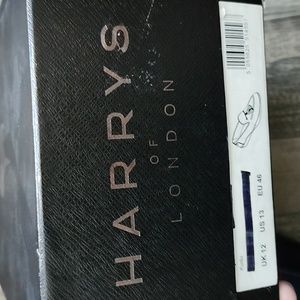 HARRYS
OF
LONDON
UK 12 US 13 EU 46